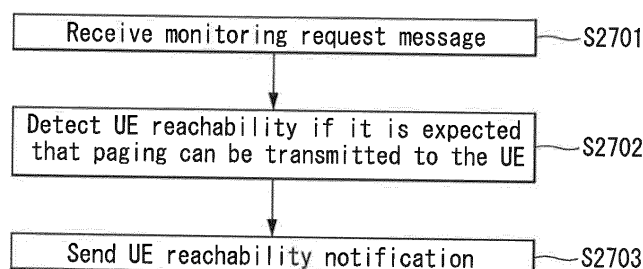 Receive monitoring request message S2701
Detect UE reachability if it is expected
that paging can be transmitted to the UE S2702
Send UE reachability notification S2703